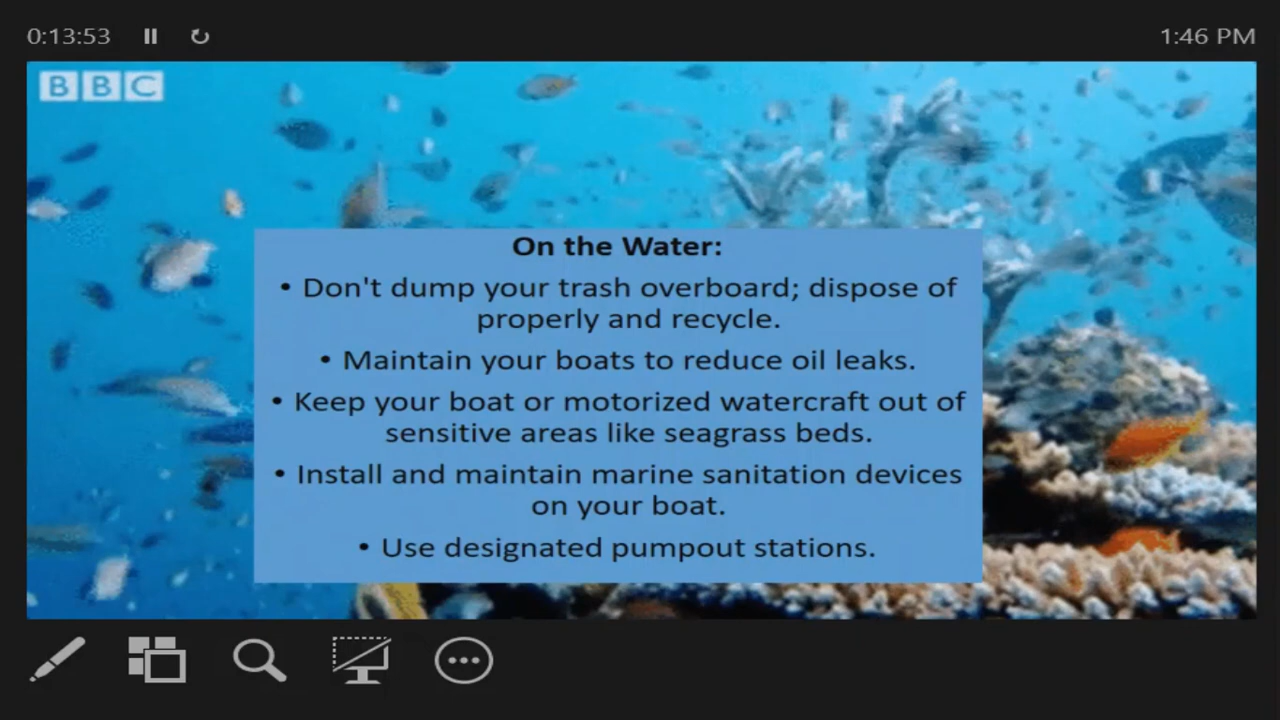 0:13:53
1:46 PM
BBC
On the Water:
• Don't dump your trash overboard; dispose of
properly and recycle.
• Maintain your boats to reduce oil leaks.
• Keep your boat or motorized watercraft out of
sensitive areas like seagrass beds.
• Install and maintain marine sanitation devices
on your boat.
• Use designated pumpout stations.